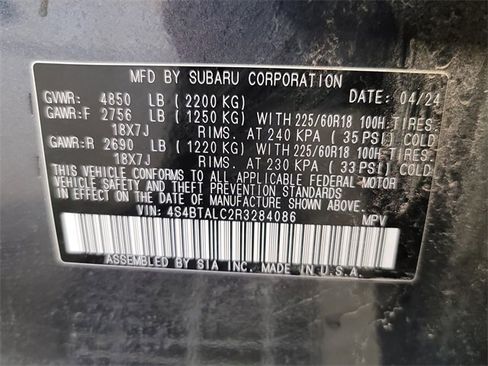 MFD BY SUBARU CORPORATION
GVWR: 4850 LB (2200 KG) DATE: 04/24
GAWR:F 2756 LB (1250 KG) WITH 225/60R18 100H TIRES.
18X7J RIMS. AT 240 KPA (35 PSI) COLD
GAWR:R 2690 LB (1220 KG) WITH 225/60R18 100H TIRES.
18X7J RIMS. AT 230 KPA (33 PSI) COLD
THIS VEHICLE CONFORMS TO ALL APPLICABLE FEDERAL MOTOR
VEHICLE SAFETY AND BUMPER THEFT PREVENTION STANDARDS
IN EFFECT ON THE DATE OF MANUFACTURE SHOWN ABOVE.
VIN: 4S4BTALC2R3284086 MPV
ASSEMBLED BY SIA INC. MADE IN U.S.A.